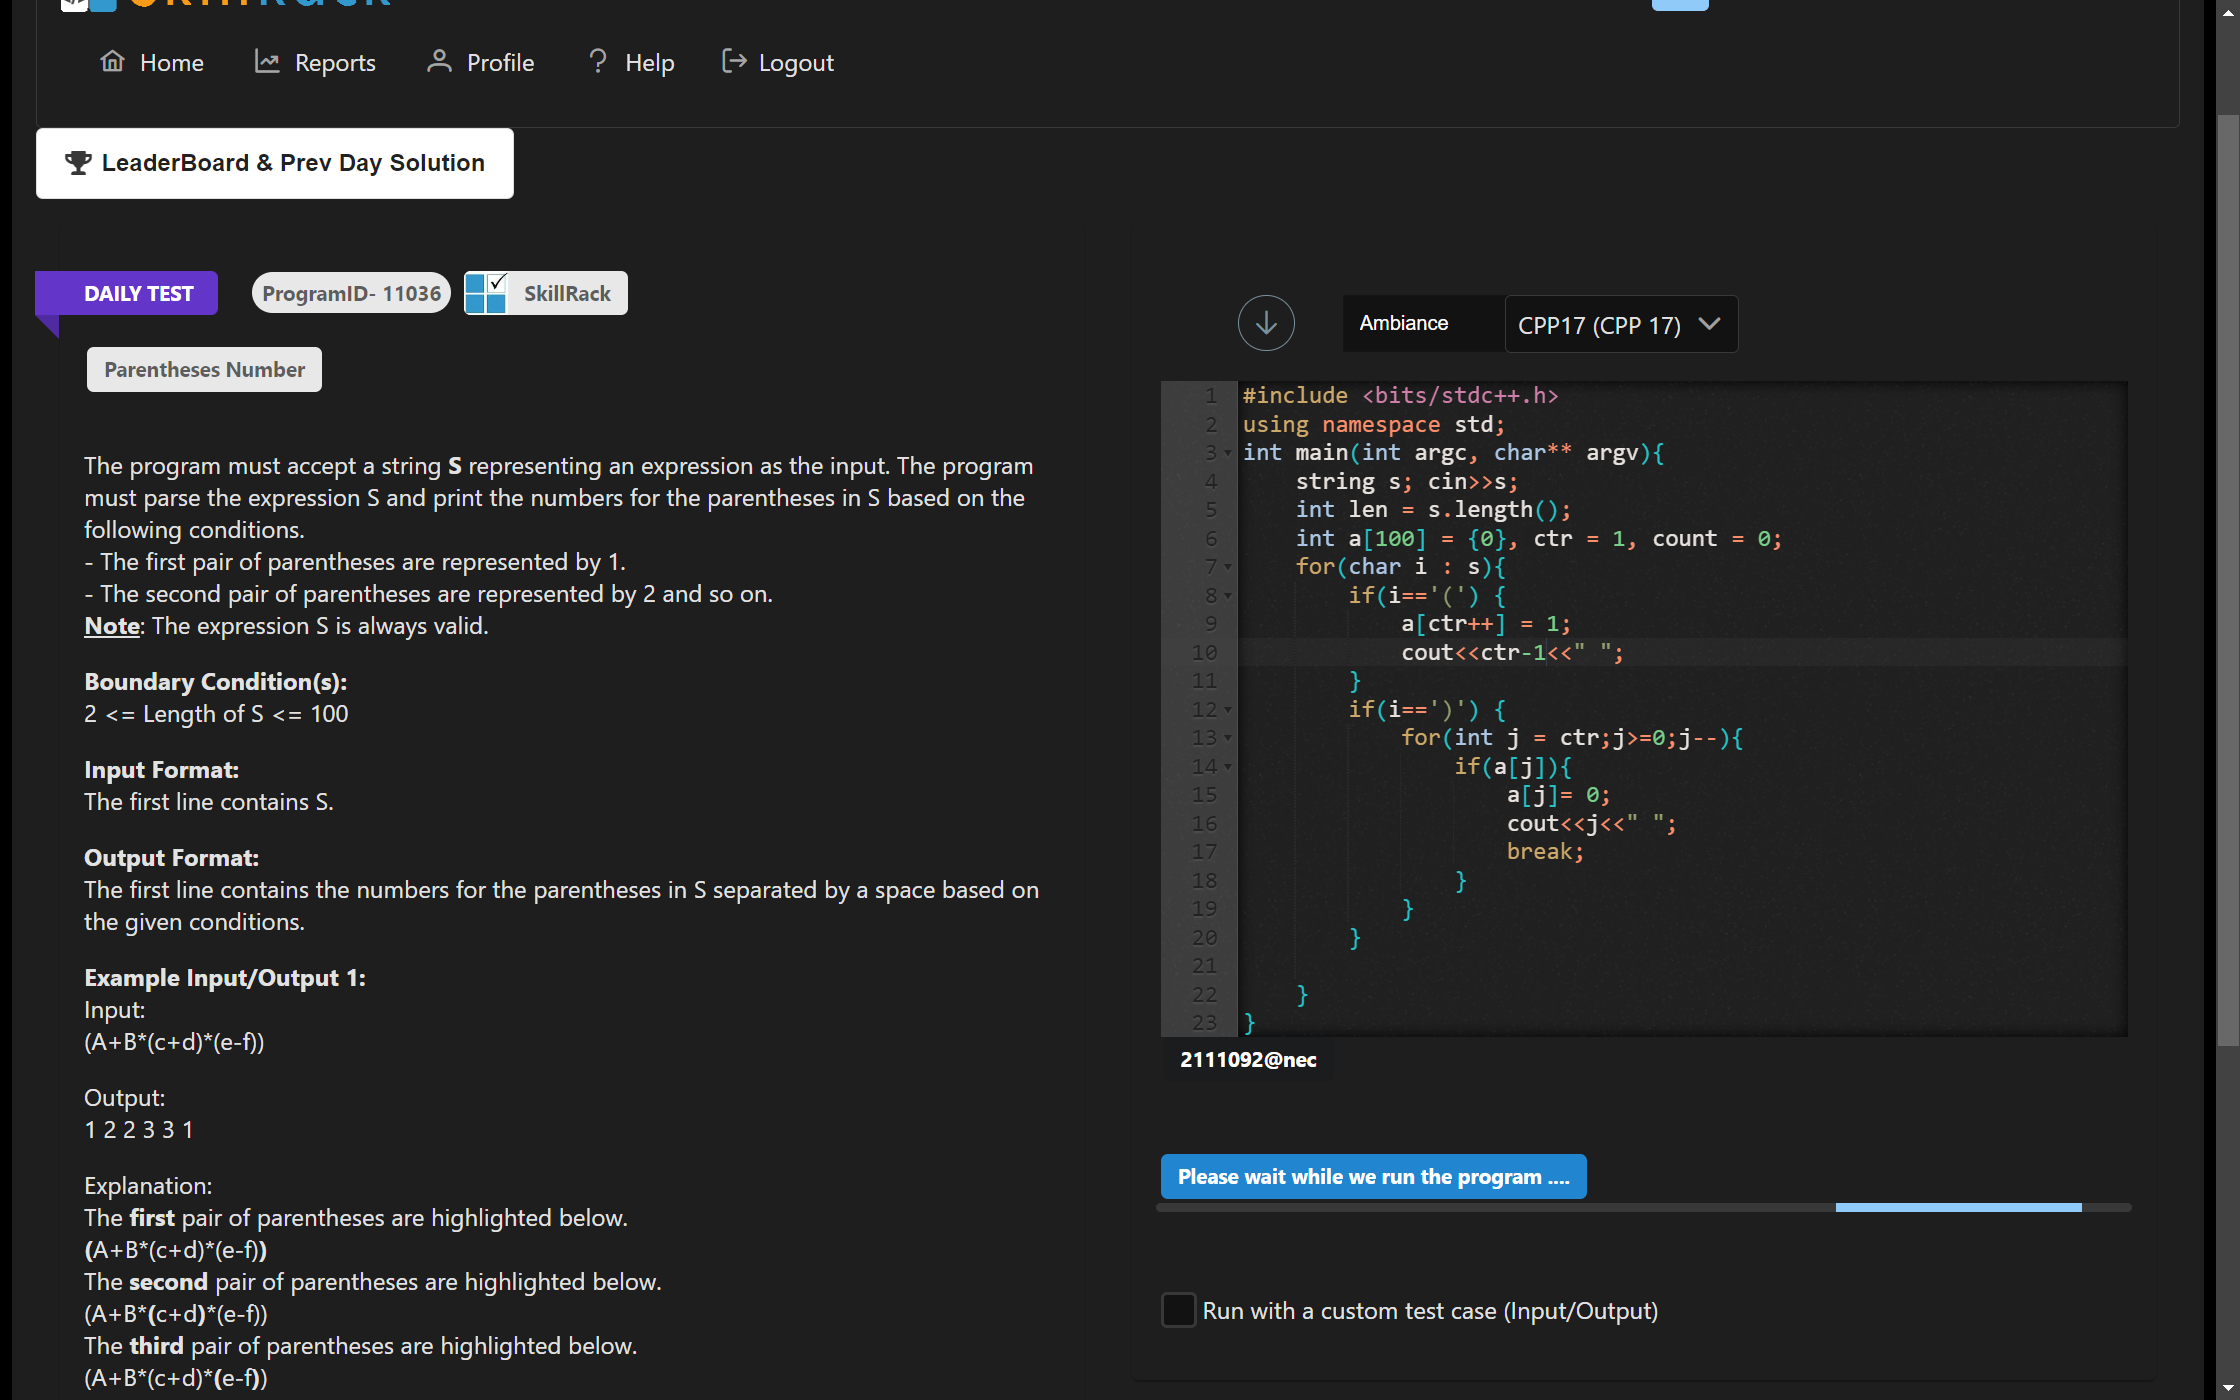 Home Reports Profile ? Help Logout
LeaderBoard & Prev Day Solution
DAILY TEST ProgramID- 11036 SkillRack
Parentheses Number
The program must accept a string S representing an expression as the input. The program
must parse the expression S and print the numbers for the parentheses in S based on the
following conditions.
- The first pair of parentheses are represented by 1.
- The second pair of parentheses are represented by 2 and so on.
Note: The expression S is always valid.
Boundary Condition(s):
2 <= Length of S <= 100
Input Format:
The first line contains S.
Output Format:
The first line contains the numbers for the parentheses in S separated by a space based on
the given conditions.
Example Input/Output 1:
Input:
(A+B*(c+d)*(e-f))
Output:
1 2 2 3 3 1
Explanation:
The first pair of parentheses are highlighted below.
(A+B*(c+d)*(e-f))
The second pair of parentheses are highlighted below.
(A+B*(c+d)*(e-f))
The third pair of parentheses are highlighted below.
(A+B*(c+d)*(e-f))
Ambiance CPP17 (CPP 17)
1 #include <bits/stdc++.h>
2 using namespace std;
3 int main(int argc, char** argv){
4 string s; cin>>s;
5 int len = s.length();
6 int a[100] = {0}, ctr = 1, count = 0;
7 for(char i : s){
8 if(i=='(') {
9 a[ctr++] = 1;
10 cout<<ctr-1<<" ";
11 }
12 if(i==')') {
13 for(int j = ctr;j>=0;j--){
14 if(a[j]){
15 a[j]= 0;
16 cout<<j<<" ";
17 break;
18 }
19 }
20 }
21
22 }
23 }
2111092@nec
Please wait while we run the program ....
Run with a custom test case (Input/Output)